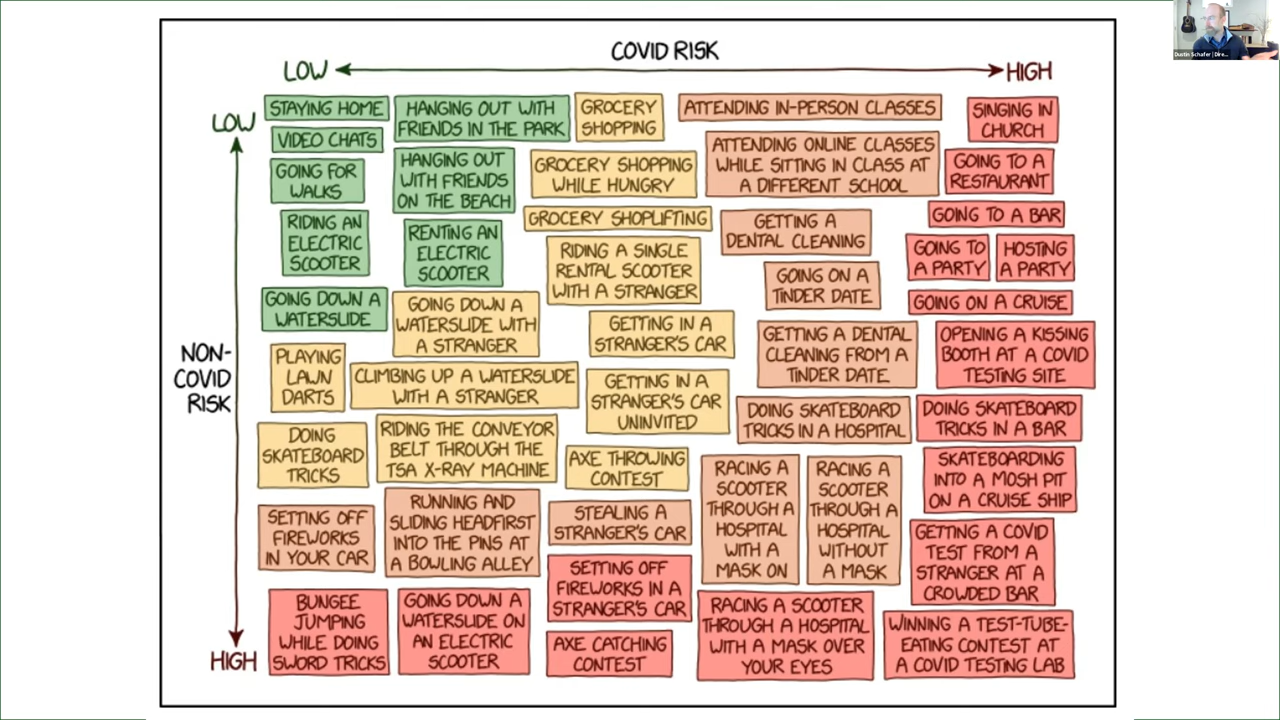 COVID RISK
LOW
HIGH
LOW
NON-
COVID
RISK
HIGH
STAYING HOME
HANGING OUT WITH
FRIENDS IN THE PARK
GROCERY
SHOPPING
ATTENDING IN-PERSON CLASSES
SINGING IN
CHURCH
VIDEO CHATS
GOING FOR
WALKS
HANGING OUT
WITH FRIENDS
ON THE BEACH
GROCERY SHOPPING
WHILE HUNGRY
ATTENDING ONLINE CLASSES
WHILE SITTING IN CLASS AT
A DIFFERENT SCHOOL
GOING TO A
RESTAURANT
RIDING AN
ELECTRIC
SCOOTER
RENTING AN
ELECTRIC
SCOOTER
GROCERY SHOPLIFTING
GETTING A
DENTAL CLEANING
GOING TO A BAR
RIDING A SINGLE
RENTAL SCOOTER
WITH A STRANGER
GOING ON A
TINDER DATE
GOING TO
A PARTY
HOSTING
A PARTY
GOING DOWN A
WATERSLIDE
GOING DOWN A
WATERSLIDE WITH
A STRANGER
GETTING IN A
STRANGER'S CAR
GETTING A DENTAL
CLEANING FROM A
TINDER DATE
GOING ON A CRUISE
OPENING A KISSING
BOOTH AT A COVID
TESTING SITE
PLAYING
LAWN
DARTS
CLIMBING UP A WATERSLIDE
WITH A STRANGER
GETTING IN A
STRANGER'S CAR
UNINVITED
DOING SKATEBOARD
TRICKS IN A HOSPITAL
DOING SKATEBOARD
TRICKS IN A BAR
DOING
SKATEBOARD
TRICKS
RIDING THE CONVEYOR
BELT THROUGH THE
TSA X-RAY MACHINE
AXE THROWING
CONTEST
RACING A
SCOOTER
THROUGH A
HOSPITAL
WITH A
MASK ON
RACING A
SCOOTER
THROUGH A
HOSPITAL
WITHOUT
A MASK
SKATEBOARDING
INTO A MOSH PIT
ON A CRUISE SHIP
SETTING OFF
FIREWORKS
IN YOUR CAR
RUNNING AND
SLIDING HEADFIRST
INTO THE PINS AT
A BOWLING ALLEY
STEALING A
STRANGER'S CAR
GETTING A COVID
TEST FROM A
STRANGER AT A
CROWDED BAR
SETTING OFF
FIREWORKS IN A
STRANGER'S CAR
BUNGEE
JUMPING
WHILE DOING
SWORD TRICKS
GOING DOWN A
WATERSLIDE ON
AN ELECTRIC
SCOOTER
AXE CATCHING
CONTEST
RACING A SCOOTER
THROUGH A HOSPITAL
WITH A MASK OVER
YOUR EYES
WINNING A TEST-TUBE-
EATING CONTEST AT
A COVID TESTING LAB
Dustin Schafer | Dire...